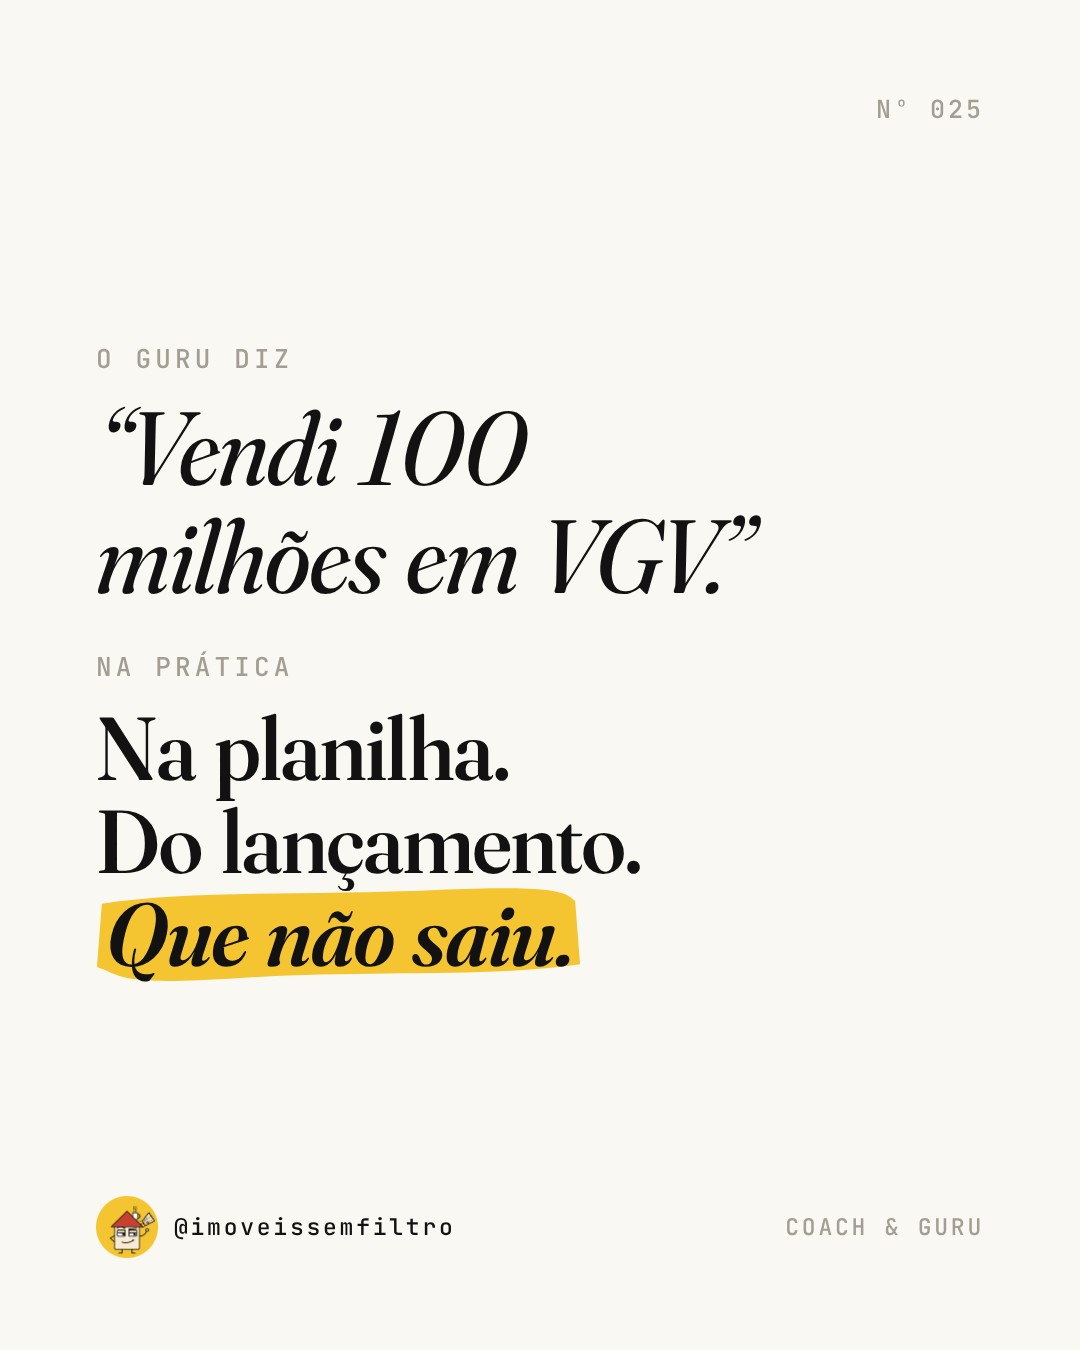 Nº 025
O GURU DIZ
“Vendi 100
milhões em VGV.”
NA PRÁTICA
Na planilha.
Do lançamento.
Que não saiu.
@imoveissemfiltro
COACH & GURU